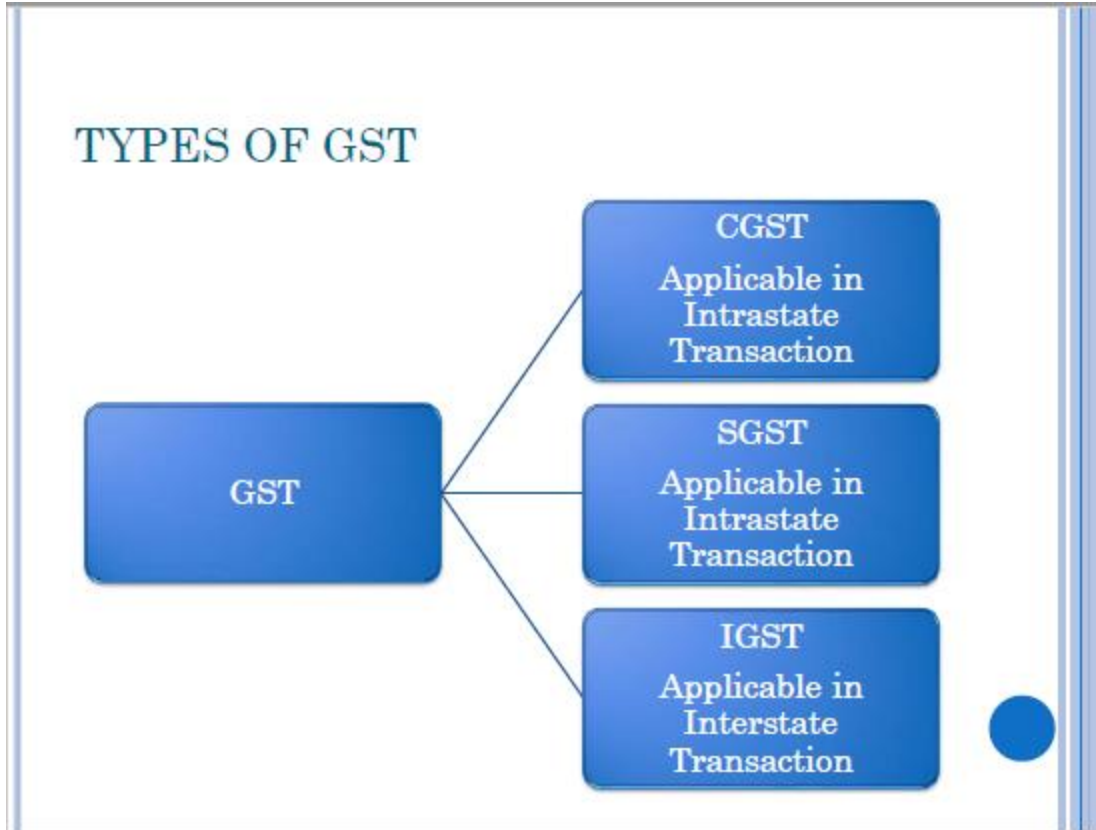 TYPES OF GST
GST
CGST
Applicable in
Intrastate
Transaction
SGST
Applicable in
Intrastate
Transaction
IGST
Applicable in
Interstate
Transaction